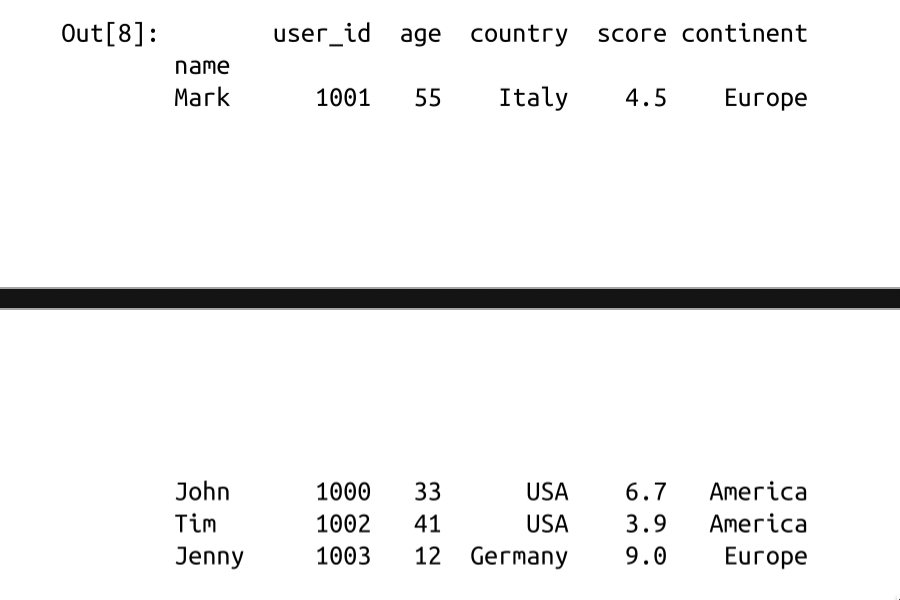 Out[8]: user_id age country score continent
name
Mark 1001 55 Italy 4.5 Europe
John 1000 33 USA 6.7 America
Tim 1002 41 USA 3.9 America
Jenny 1003 12 Germany 9.0 Europe